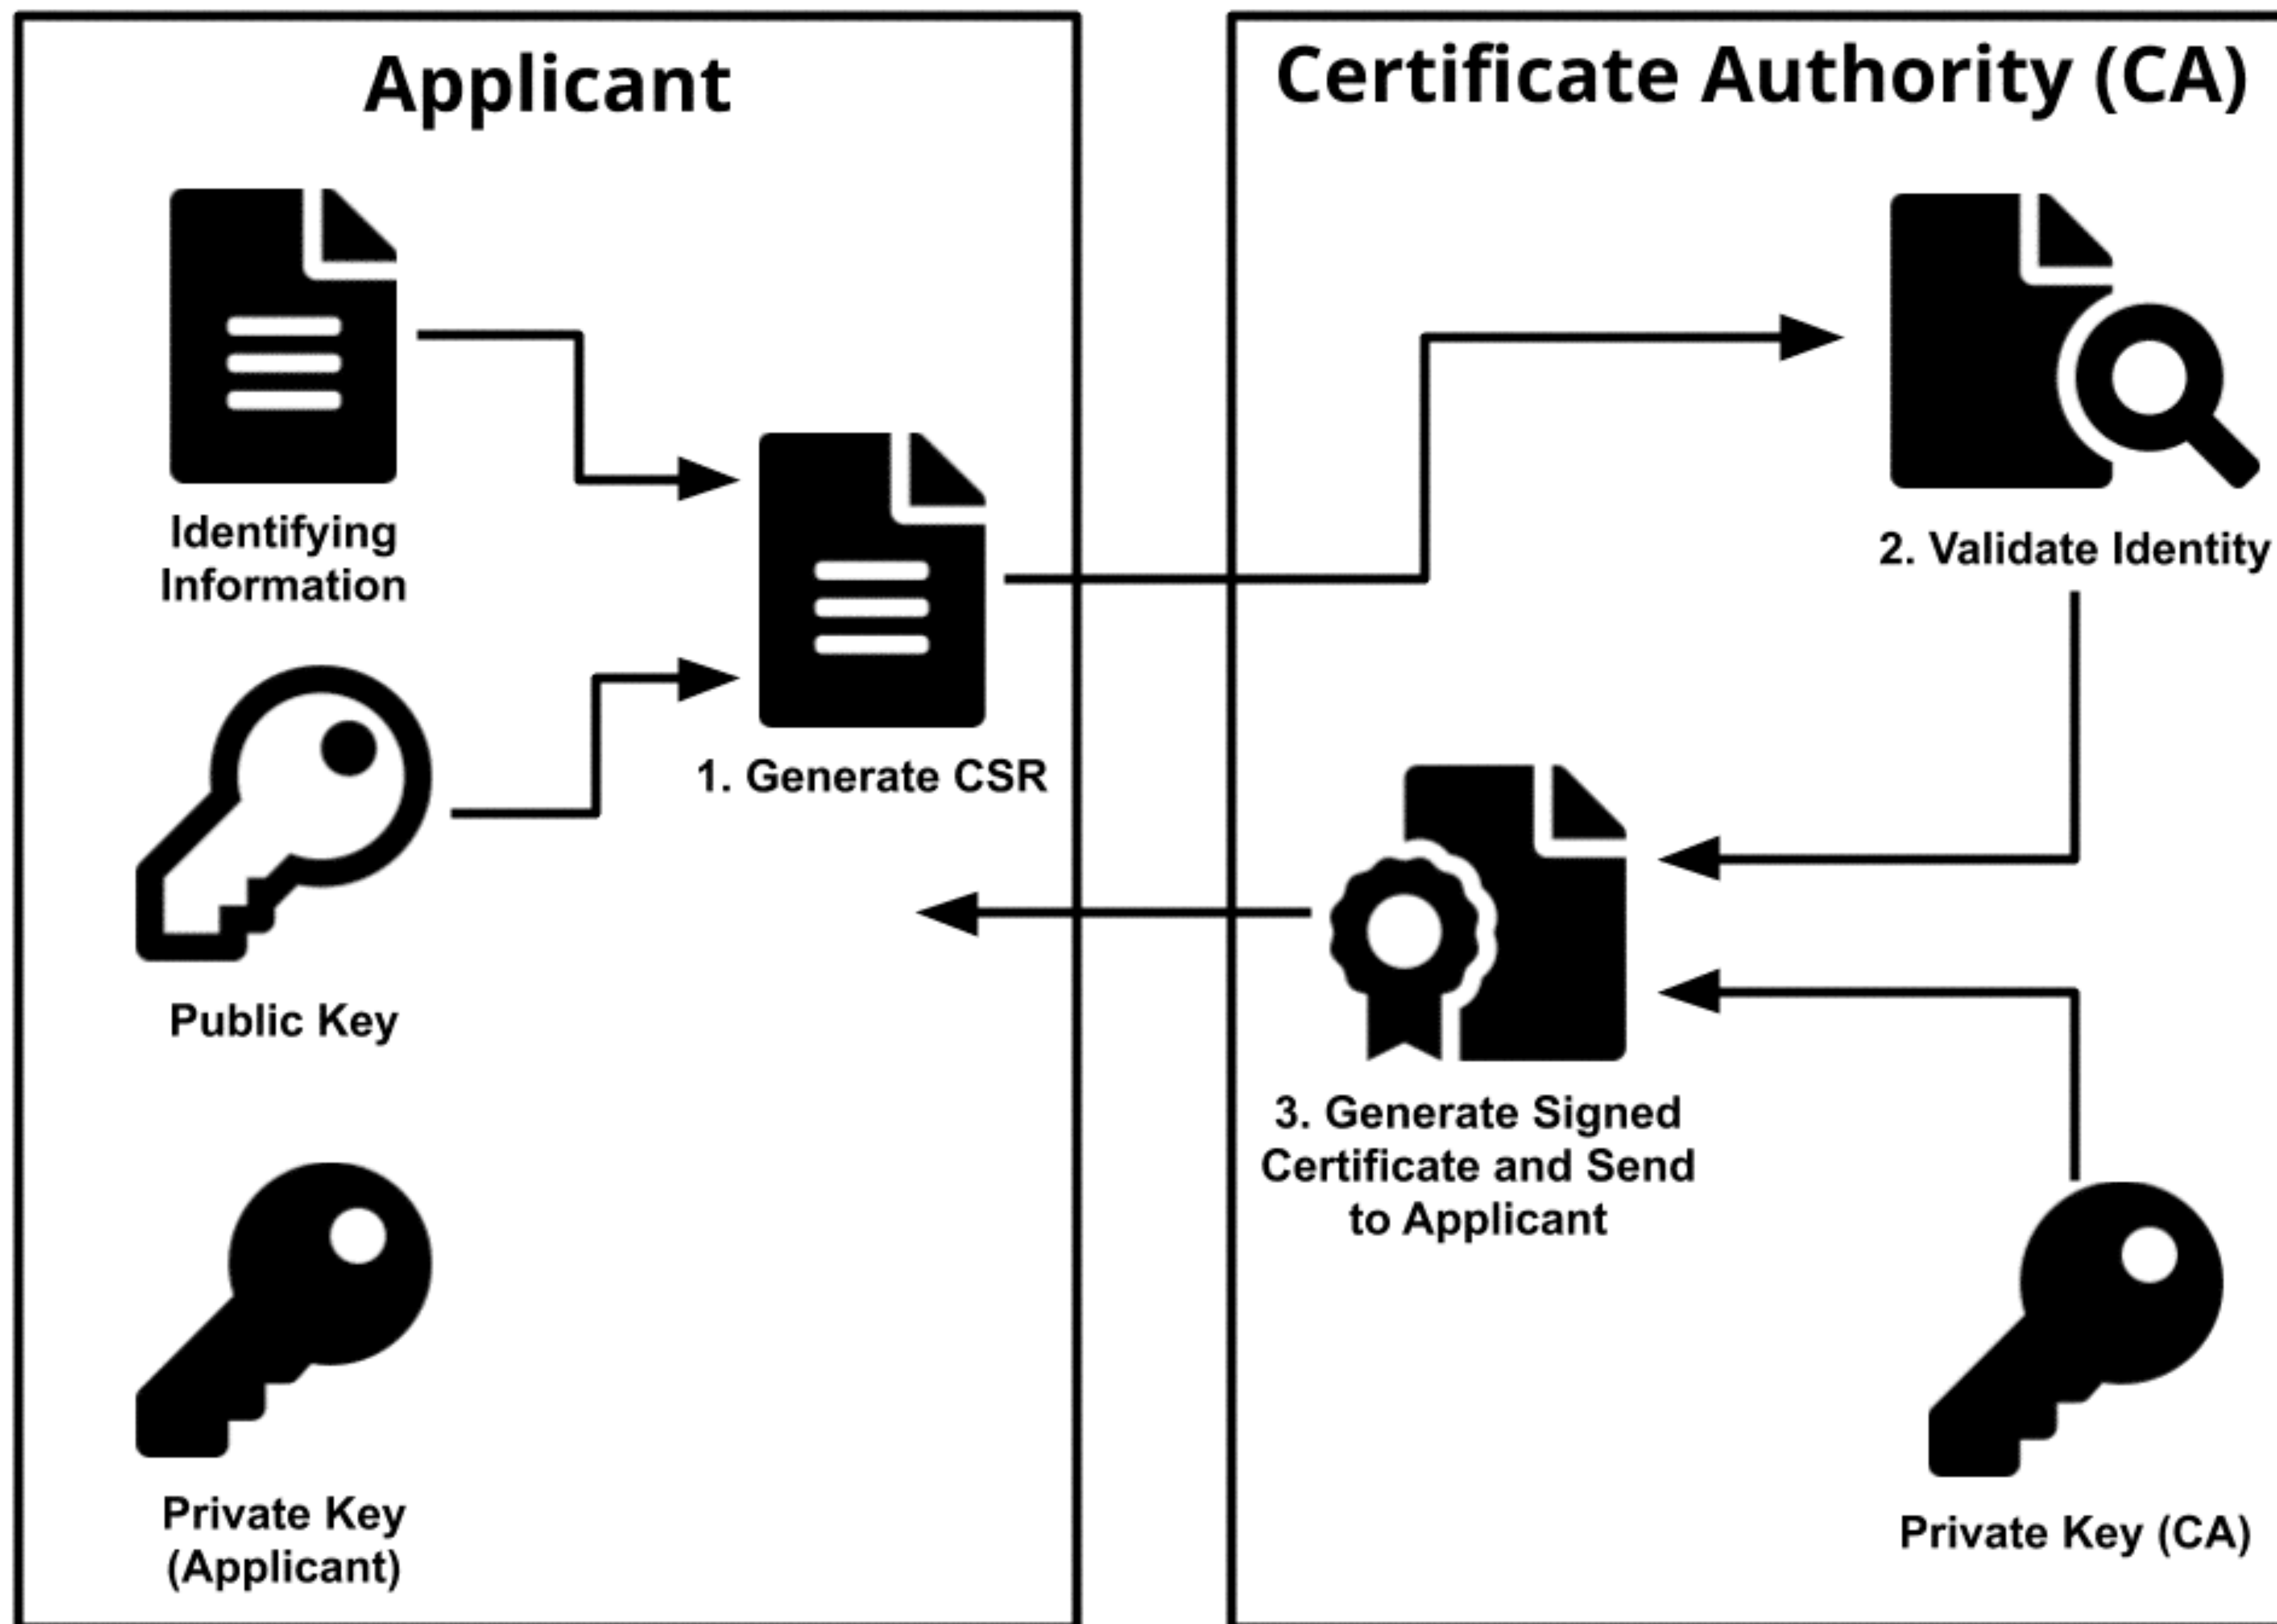 Applicant
Identifying
Information
Public Key
Private Key
(Applicant)
1. Generate CSR
Certificate Authority (CA)
2. Validate Identity
3. Generate Signed
Certificate and Send
to Applicant
Private Key (CA)